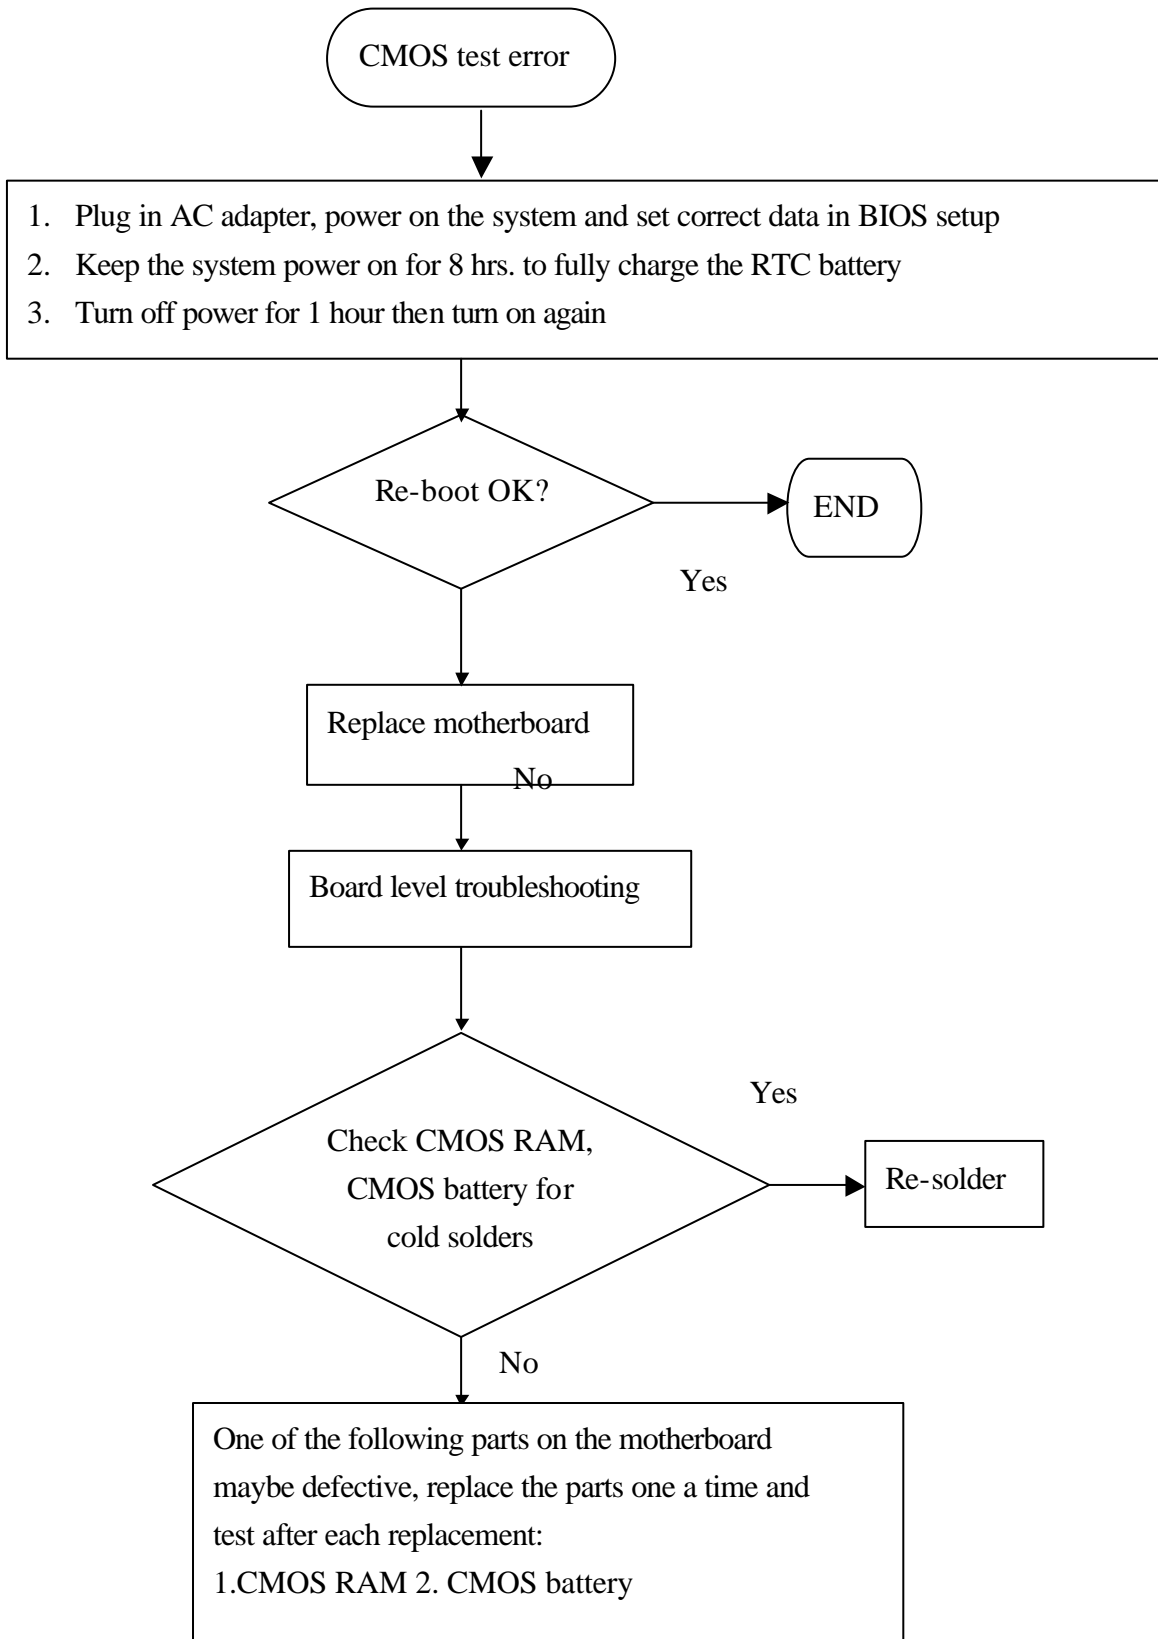 CMOS test error
1. Plug in AC adapter, power on the system and set correct data in BIOS setup
2. Keep the system power on for 8 hrs. to fully charge the RTC battery
3. Turn off power for 1 hour then turn on again
Re-boot OK?
END
Yes
Replace motherboard
No
Board level troubleshooting
Yes
Check CMOS RAM,
CMOS battery for
cold solders
Re-solder
No
One of the following parts on the motherboard
maybe defective, replace the parts one a time and
test after each replacement:
1.CMOS RAM 2. CMOS battery